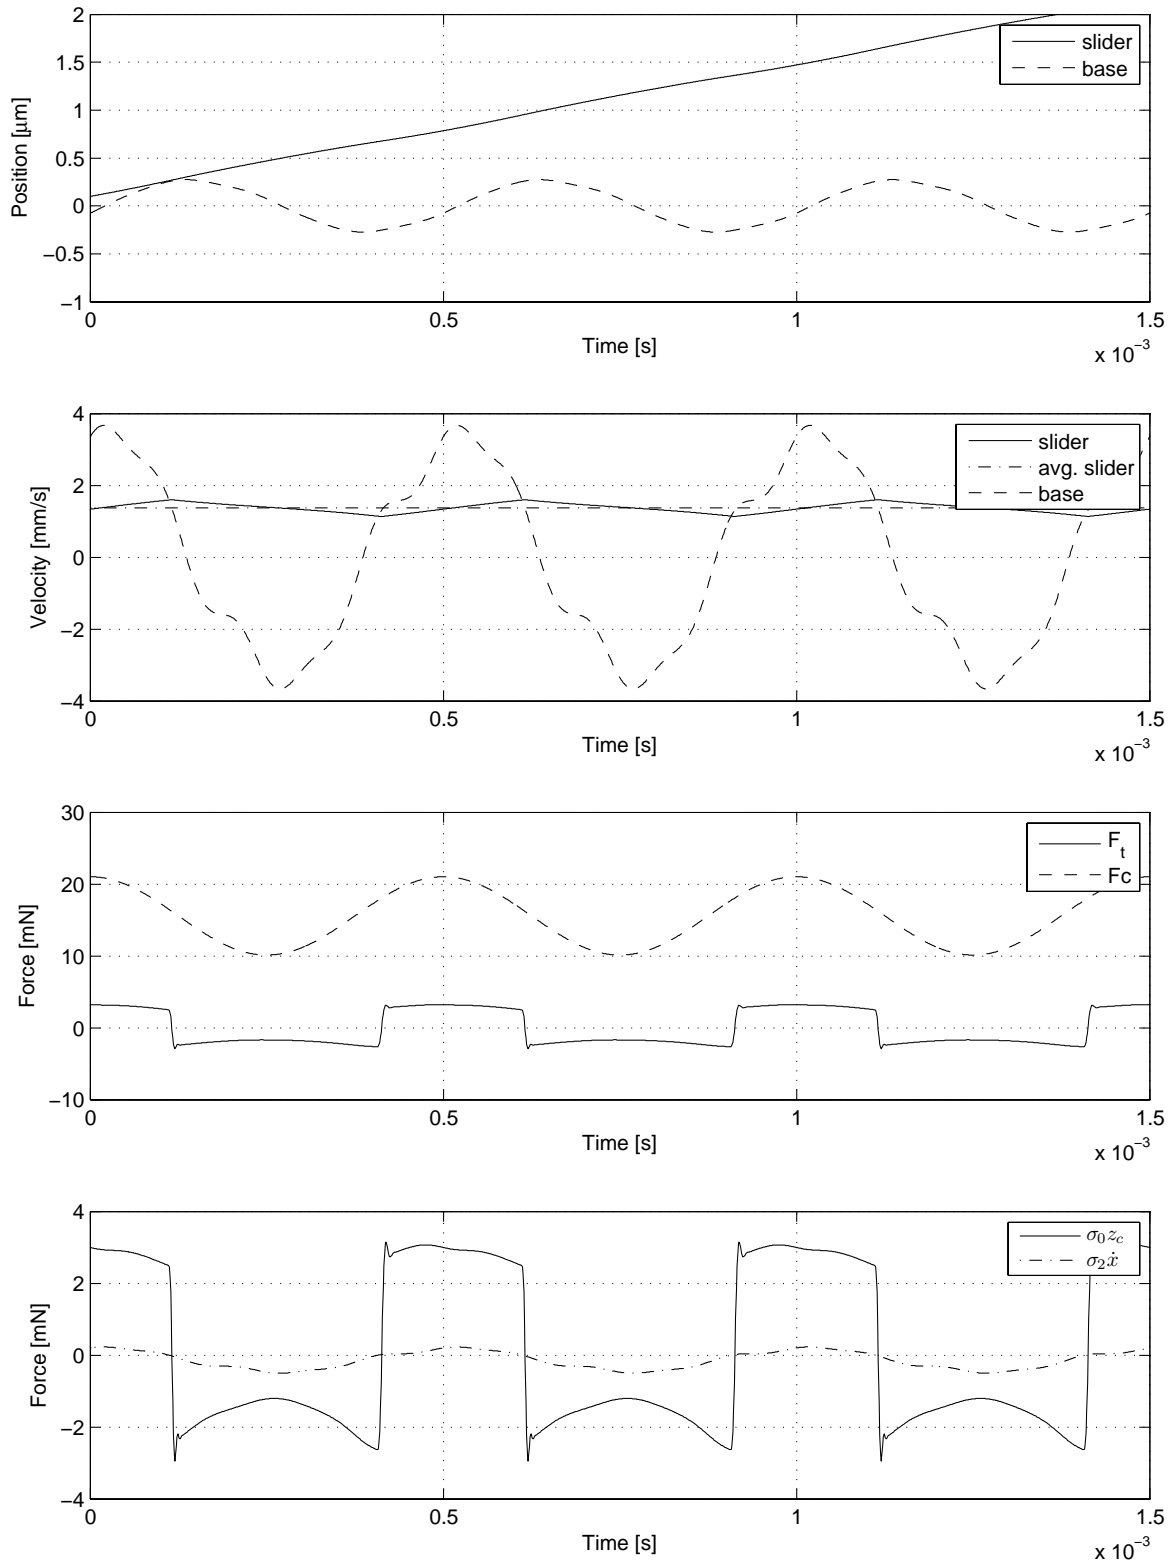 2
1.5
1
0.5
0
−0.5
−1
Position [μm]
slider
base
0
0.5
1
1.5
Time [s]
x 10⁻³
4
2
0
−2
−4
Velocity [mm/s]
slider
avg. slider
base
0
0.5
1
1.5
Time [s]
x 10⁻³
30
20
10
0
−10
Force [mN]
F_t
Fc
0
0.5
1
1.5
Time [s]
x 10⁻³
4
2
0
−2
−4
Force [mN]
σ₀z_c
σ₂ẋ
0
0.5
1
1.5
Time [s]
x 10⁻³